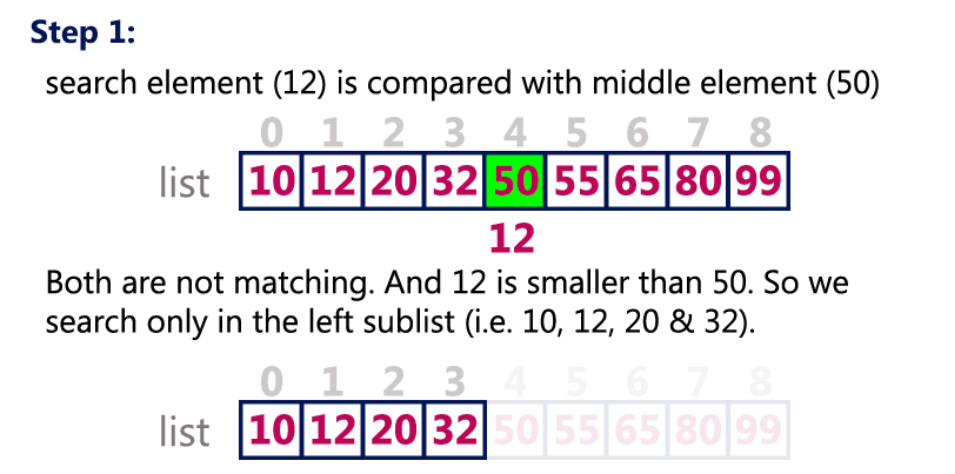 Step 1:
search element (12) is compared with middle element (50)
0 1 2 3 4 5 6 7 8
list 10 12 20 32 50 55 65 80 99
12
Both are not matching. And 12 is smaller than 50. So we
search only in the left sublist (i.e. 10, 12, 20 & 32).
0 1 2 3 4 5 6 7 8
list 10 12 20 32 50 55 65 80 99